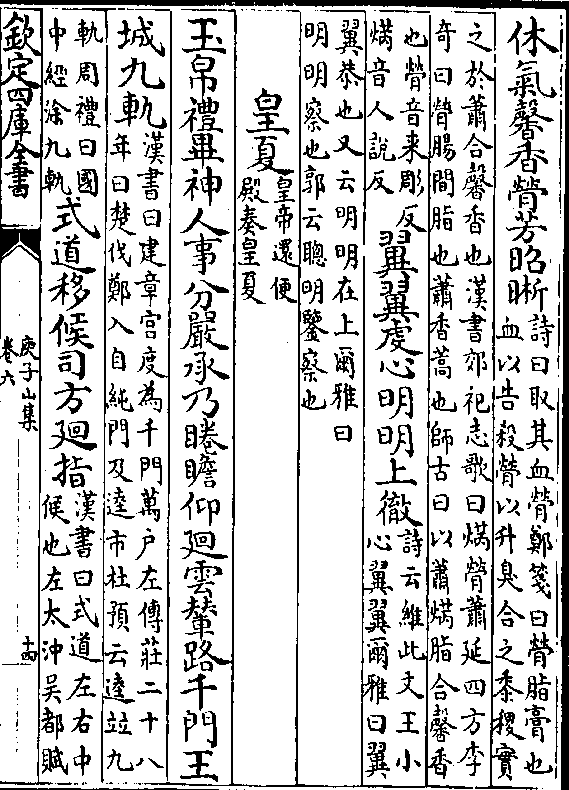 休氣馨香膋芳昭晰詩曰取其血膋鄭箋曰膋脂膏也
血以告殺膋以升臭合之黍稷實
之於蕭合馨香也漢書郊祀志歌曰焫膋蕭延四方李
奇曰膋腸間脂也蕭香蒿也師古曰以蕭焫脂合馨香
也膋音來彫反
焫音人說反
翼翼虔心明明上徹詩云維此文王小
心翼翼爾雅曰翼
翼恭也又云明明在上爾雅曰
明明察也郭云聰明鑒察也
皇夏皇帝還便
殿奏皇夏
玉帛禮畢神人事分嚴承乃睠瞻仰廻雲輦路千門王
城九軌漢書曰建章宮度為千門萬户左傳莊二十八
年曰楚伐鄭入自純門及逵市杜預云逵竝九
軌周禮曰國
中經涂九軌
式道移候司方廻指漢書曰式道左右中
候也左太沖吳都賦
欽定四庫全書
庾子山集
卷六
十四